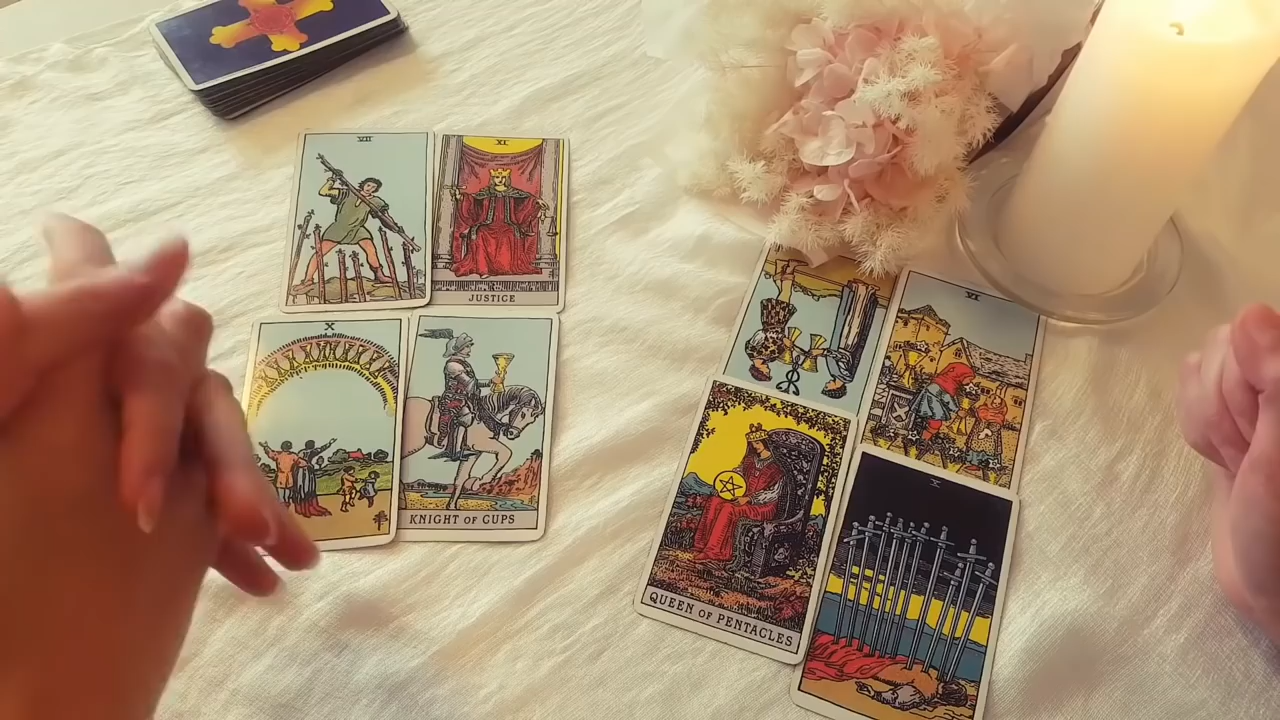 VII
XI
JUSTICE
X
KNIGHT OF CUPS
VI
QUEEN OF PENTACLES
X